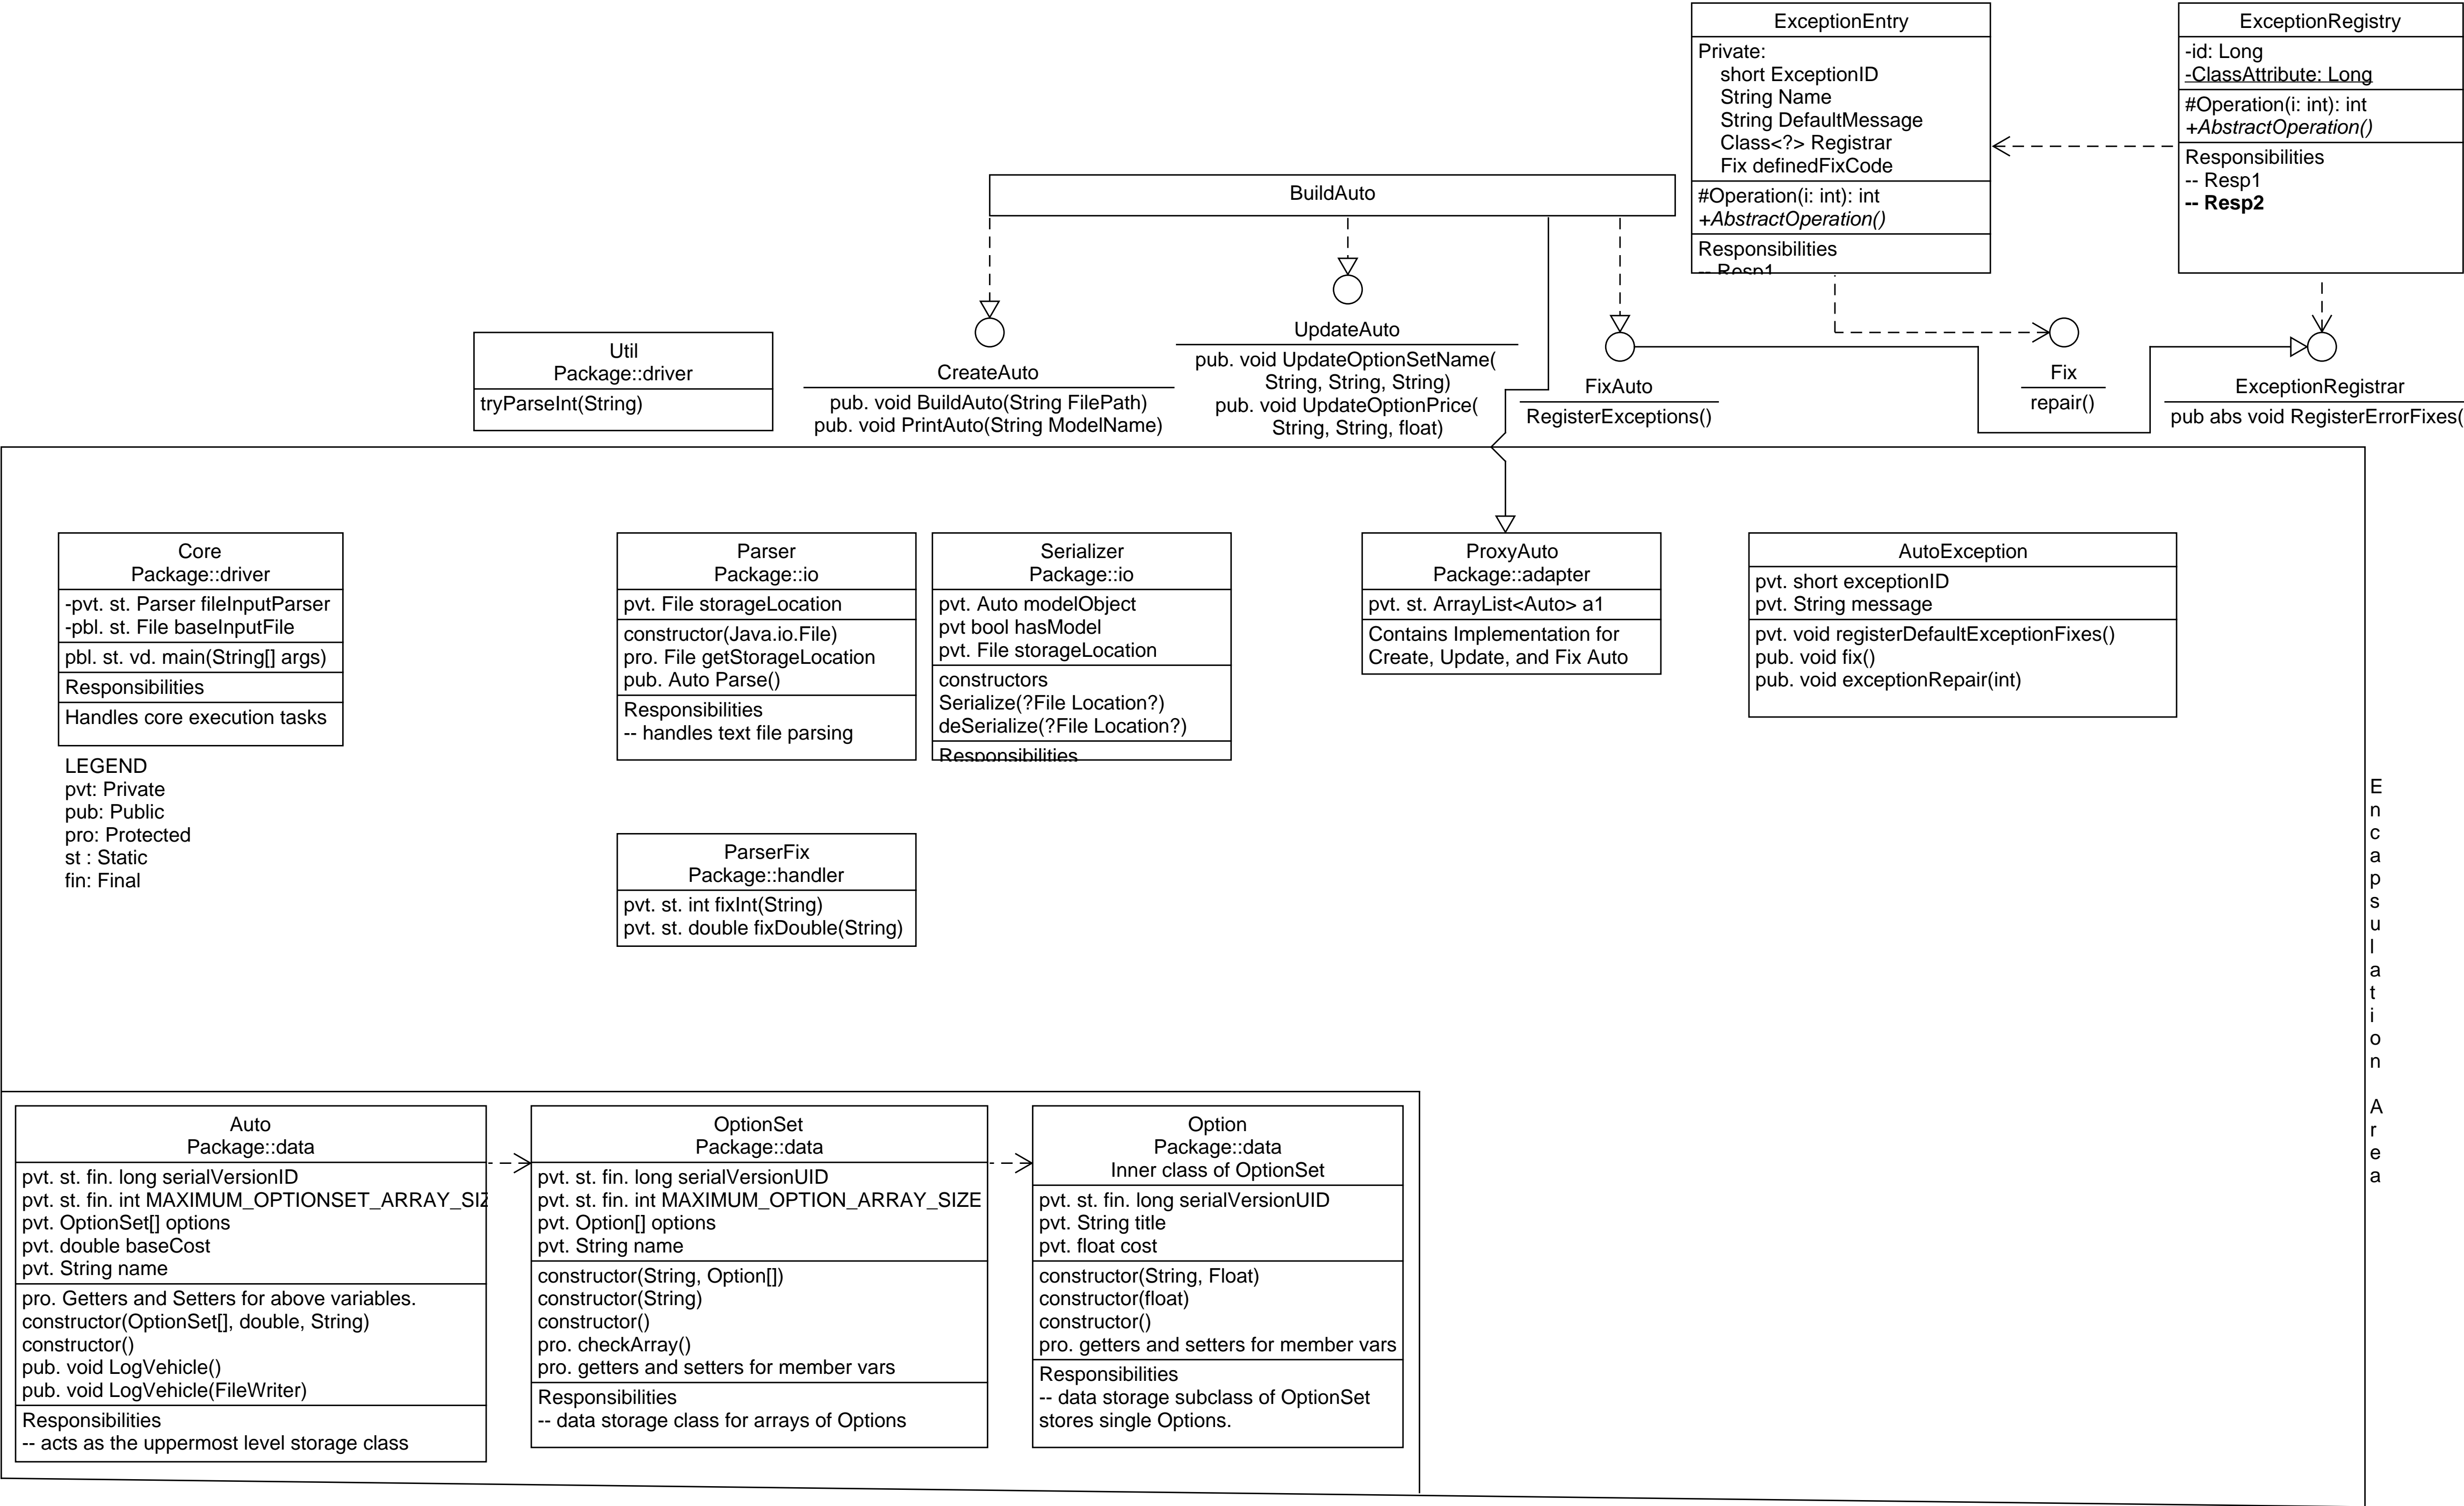 ExceptionEntry
Private:
short ExceptionID
String Name
String DefaultMessage
Class<?> Registrar
Fix definedFixCode
#Operation(i: int): int
+AbstractOperation()
Responsibilities
-- Resp1
ExceptionRegistry
-id: Long
-ClassAttribute: Long
#Operation(i: int): int
+AbstractOperation()
Responsibilities
-- Resp1
-- Resp2
BuildAuto
Util
Package::driver
tryParseInt(String)
CreateAuto
pub. void BuildAuto(String FilePath)
pub. void PrintAuto(String ModelName)
UpdateAuto
pub. void UpdateOptionSetName(
String, String, String)
pub. void UpdateOptionPrice(
String, String, float)
FixAuto
RegisterExceptions()
Fix
repair()
ExceptionRegistrar
pub abs void RegisterErrorFixes(
Core
Package::driver
-pvt. st. Parser fileInputParser
-pbl. st. File baseInputFile
pbl. st. vd. main(String[] args)
Responsibilities
Handles core execution tasks
LEGEND
pvt: Private
pub: Public
pro: Protected
st : Static
fin: Final
Parser
Package::io
pvt. File storageLocation
constructor(Java.io.File)
pro. File getStorageLocation
pub. Auto Parse()
Responsibilities
-- handles text file parsing
Serializer
Package::io
pvt. Auto modelObject
pvt bool hasModel
pvt. File storageLocation
constructors
Serialize(?File Location?)
deSerialize(?File Location?)
Responsibilities
ProxyAuto
Package::adapter
pvt. st. ArrayList<Auto> a1
Contains Implementation for
Create, Update, and Fix Auto
AutoException
pvt. short exceptionID
pvt. String message
pvt. void registerDefaultExceptionFixes()
pub. void fix()
pub. void exceptionRepair(int)
ParserFix
Package::handler
pvt. st. int fixInt(String)
pvt. st. double fixDouble(String)
Encapsulation Area
Auto
Package::data
pvt. st. fin. long serialVersionID
pvt. st. fin. int MAXIMUM_OPTIONSET_ARRAY_SIZ
pvt. OptionSet[] options
pvt. double baseCost
pvt. String name
pro. Getters and Setters for above variables.
constructor(OptionSet[], double, String)
constructor()
pub. void LogVehicle()
pub. void LogVehicle(FileWriter)
Responsibilities
-- acts as the uppermost level storage class
OptionSet
Package::data
pvt. st. fin. long serialVersionUID
pvt. st. fin. int MAXIMUM_OPTION_ARRAY_SIZE
pvt. Option[] options
pvt. String name
constructor(String, Option[])
constructor(String)
constructor()
pro. checkArray()
pro. getters and setters for member vars
Responsibilities
-- data storage class for arrays of Options
Option
Package::data
Inner class of OptionSet
pvt. st. fin. long serialVersionUID
pvt. String title
pvt. float cost
constructor(String, Float)
constructor(float)
constructor()
pro. getters and setters for member vars
Responsibilities
-- data storage subclass of OptionSet
stores single Options.